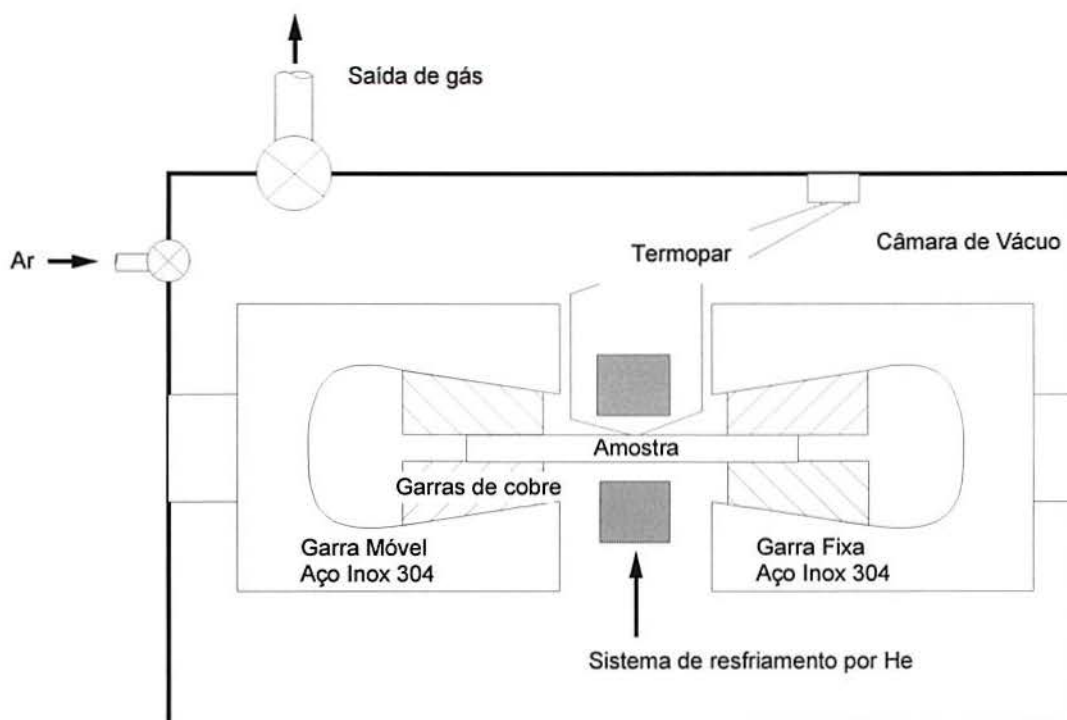 Saída de gás
Ar
Termopar
Câmara de Vácuo
Amostra
Garras de cobre
Garra Móvel
Aço Inox 304
Garra Fixa
Aço Inox 304
Sistema de resfriamento por He